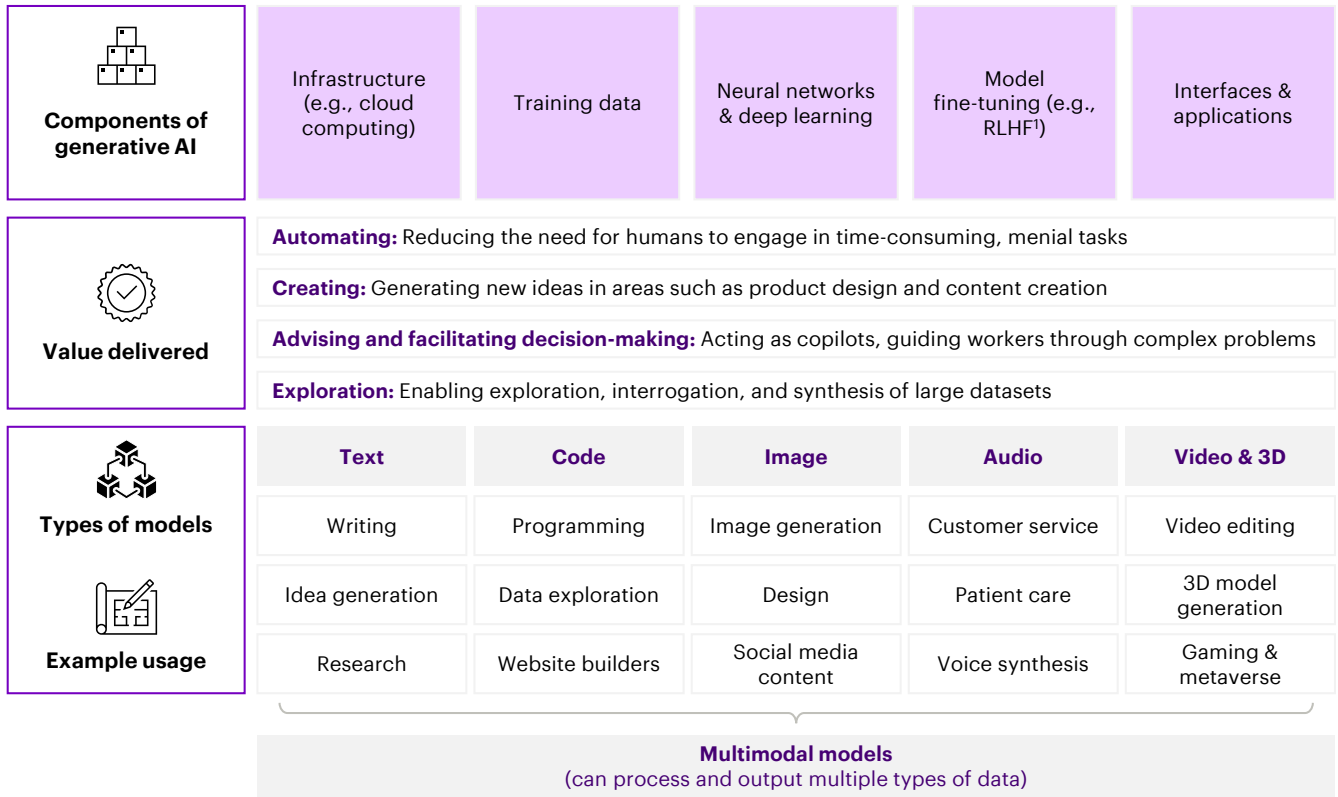 Components of
generative AI
Infrastructure
(e.g., cloud
computing)
Training data
Neural networks
& deep learning
Model
fine-tuning (e.g.,
RLHF¹)
Interfaces &
applications
Value delivered
Automating: Reducing the need for humans to engage in time-consuming, menial tasks
Creating: Generating new ideas in areas such as product design and content creation
Advising and facilitating decision-making: Acting as copilots, guiding workers through complex problems
Exploration: Enabling exploration, interrogation, and synthesis of large datasets
Types of models
Example usage
Text
Code
Image
Audio
Video & 3D
Writing
Programming
Image generation
Customer service
Video editing
Idea generation
Data exploration
Design
Patient care
3D model
generation
Research
Website builders
Social media
content
Voice synthesis
Gaming &
metaverse
Multimodal models
(can process and output multiple types of data)